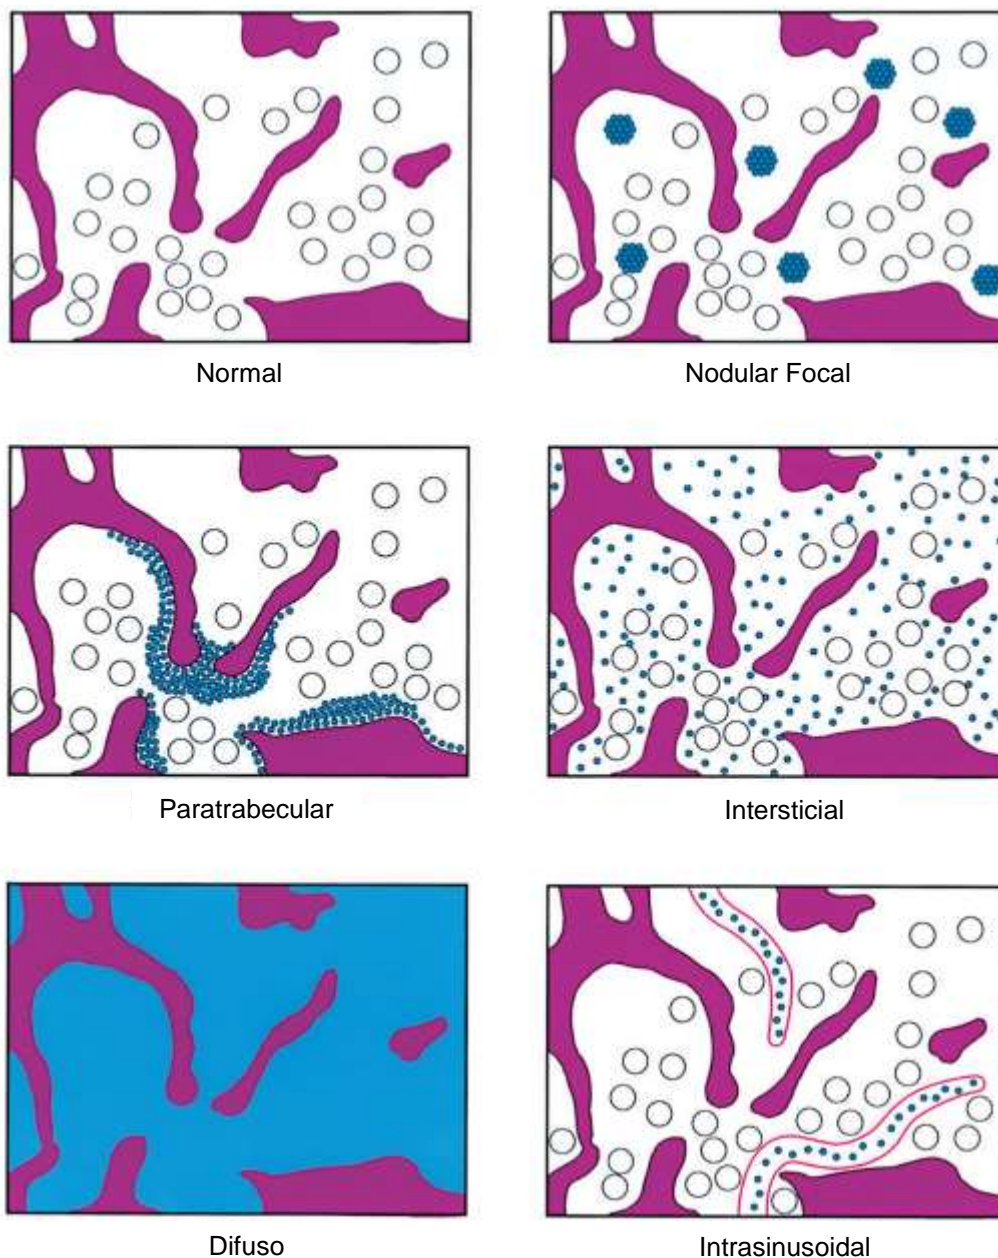 Normal
Nodular Focal
Paratrabecular
Intersticial
Difuso
Intrasinusoidal